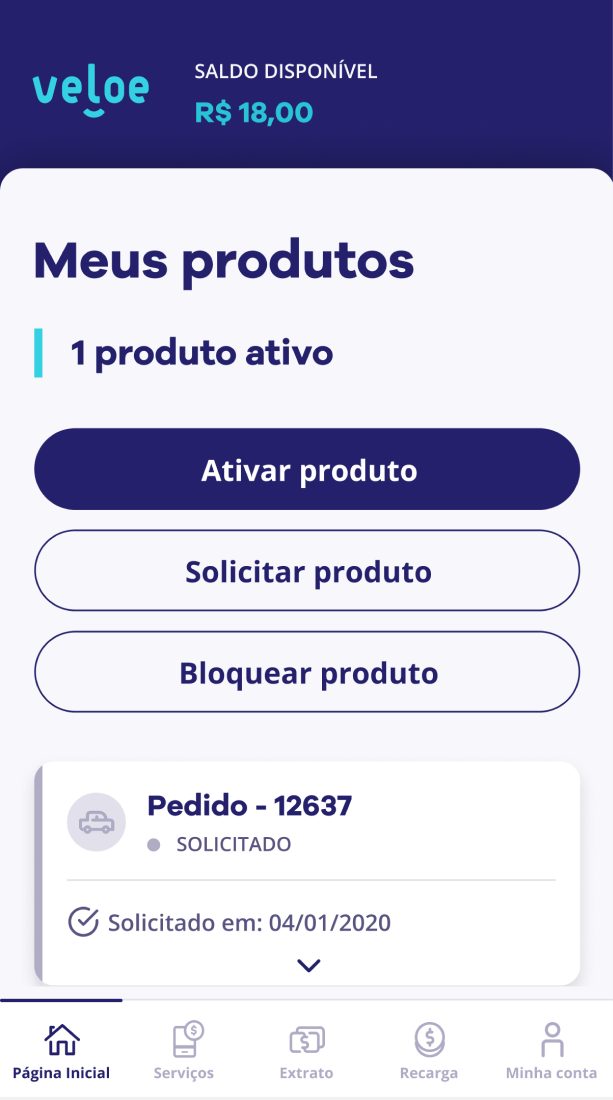 veloe
SALDO DISPONÍVEL
R$ 18,00
Meus produtos
1 produto ativo
Ativar produto
Solicitar produto
Bloquear produto
Pedido - 12637
SOLICITADO
Solicitado em: 04/01/2020
Página Inicial
Serviços
Extrato
Recarga
Minha conta